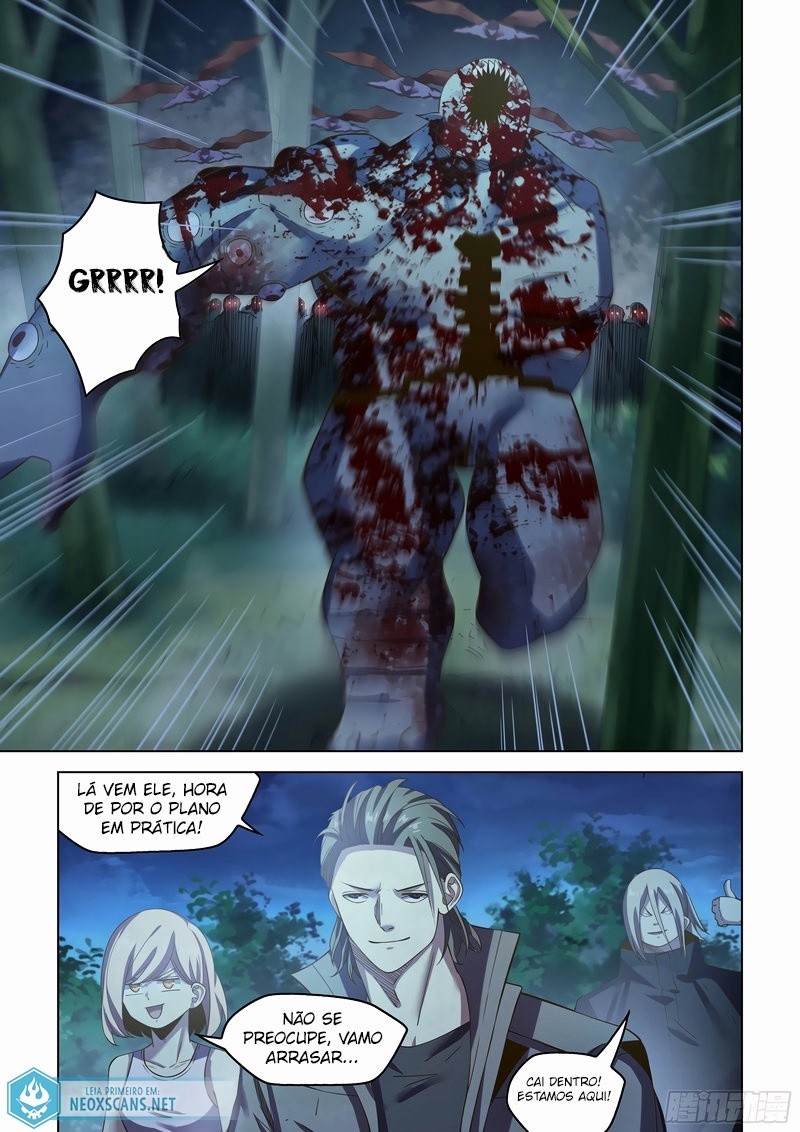 GRRRR!
LÁ VEM ELE, HORA
DE POR O PLANO
EM PRÁTICA!
NÃO SE
PREOCUPE, VAMO
ARRASAR...
CAI DENTRO!
ESTAMOS AQUI!
LEIA PRIMEIRO EM:
NEOXSCANS.NET
腾讯动漫